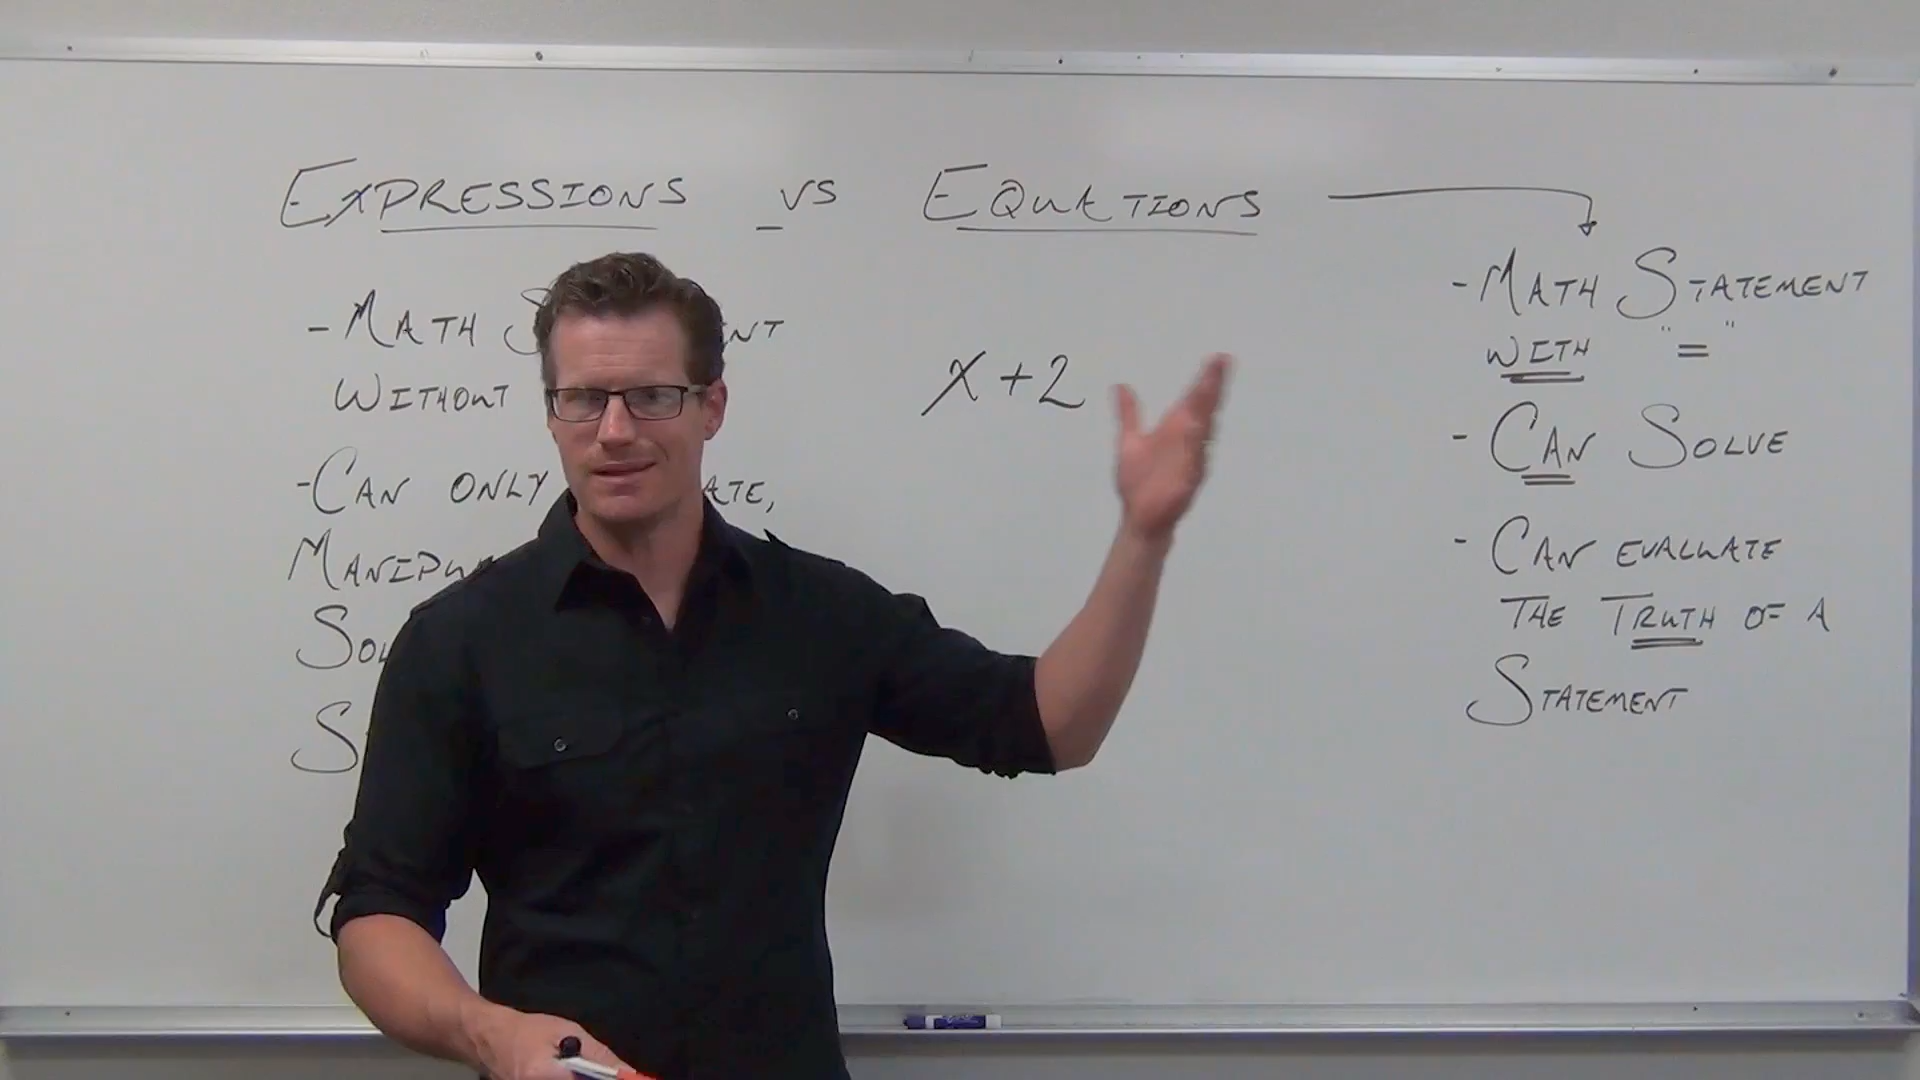 EXPRESSIONS VS EQUATIONS
- MATH
WITHOUT
- CAN ONLY
- MATH STATEMENT
WITH "="
- CAN SOLVE
- CAN EVALUATE
THE TRUTH OF A
STATEMENT
x + 2